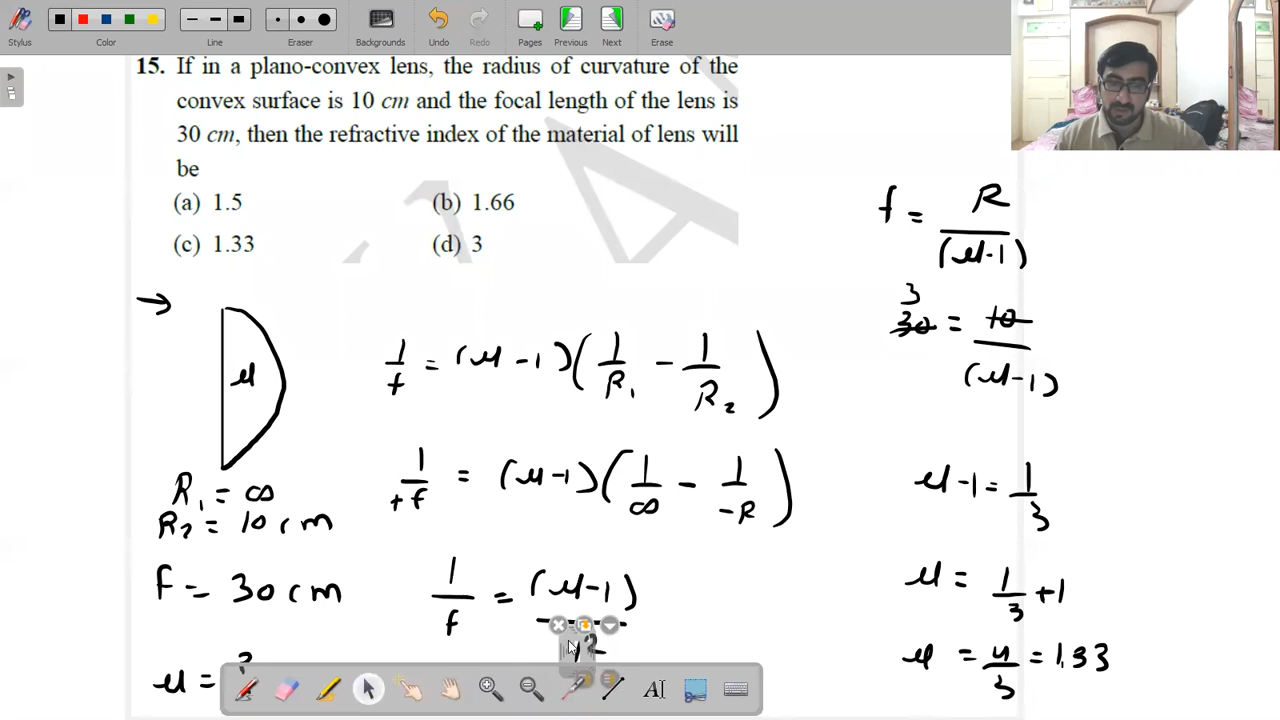 Stylus
Color
Line
Eraser
Backgrounds
Undo
Redo
Pages
Previous
Next
Erase
15. If in a plano-convex lens, the radius of curvature of the
convex surface is 10 cm and the focal length of the lens is
30 cm, then the refractive index of the material of lens will
be
(a) 1.5 (b) 1.66
(c) 1.33 (d) 3
→
μ
R₁ = ∞
R₂ = 10 cm
f = 30 cm
μ = ?
1/f = (μ-1)(1/R₁ - 1/R₂)
1/+f = (μ-1)(1/∞ - 1/-R)
1/f = (μ-1)
f = R/(μ-1)
3
30 = 10/(μ-1)
μ-1 = 1/3
μ = 1/3 + 1
μ = 4/3 = 1.33